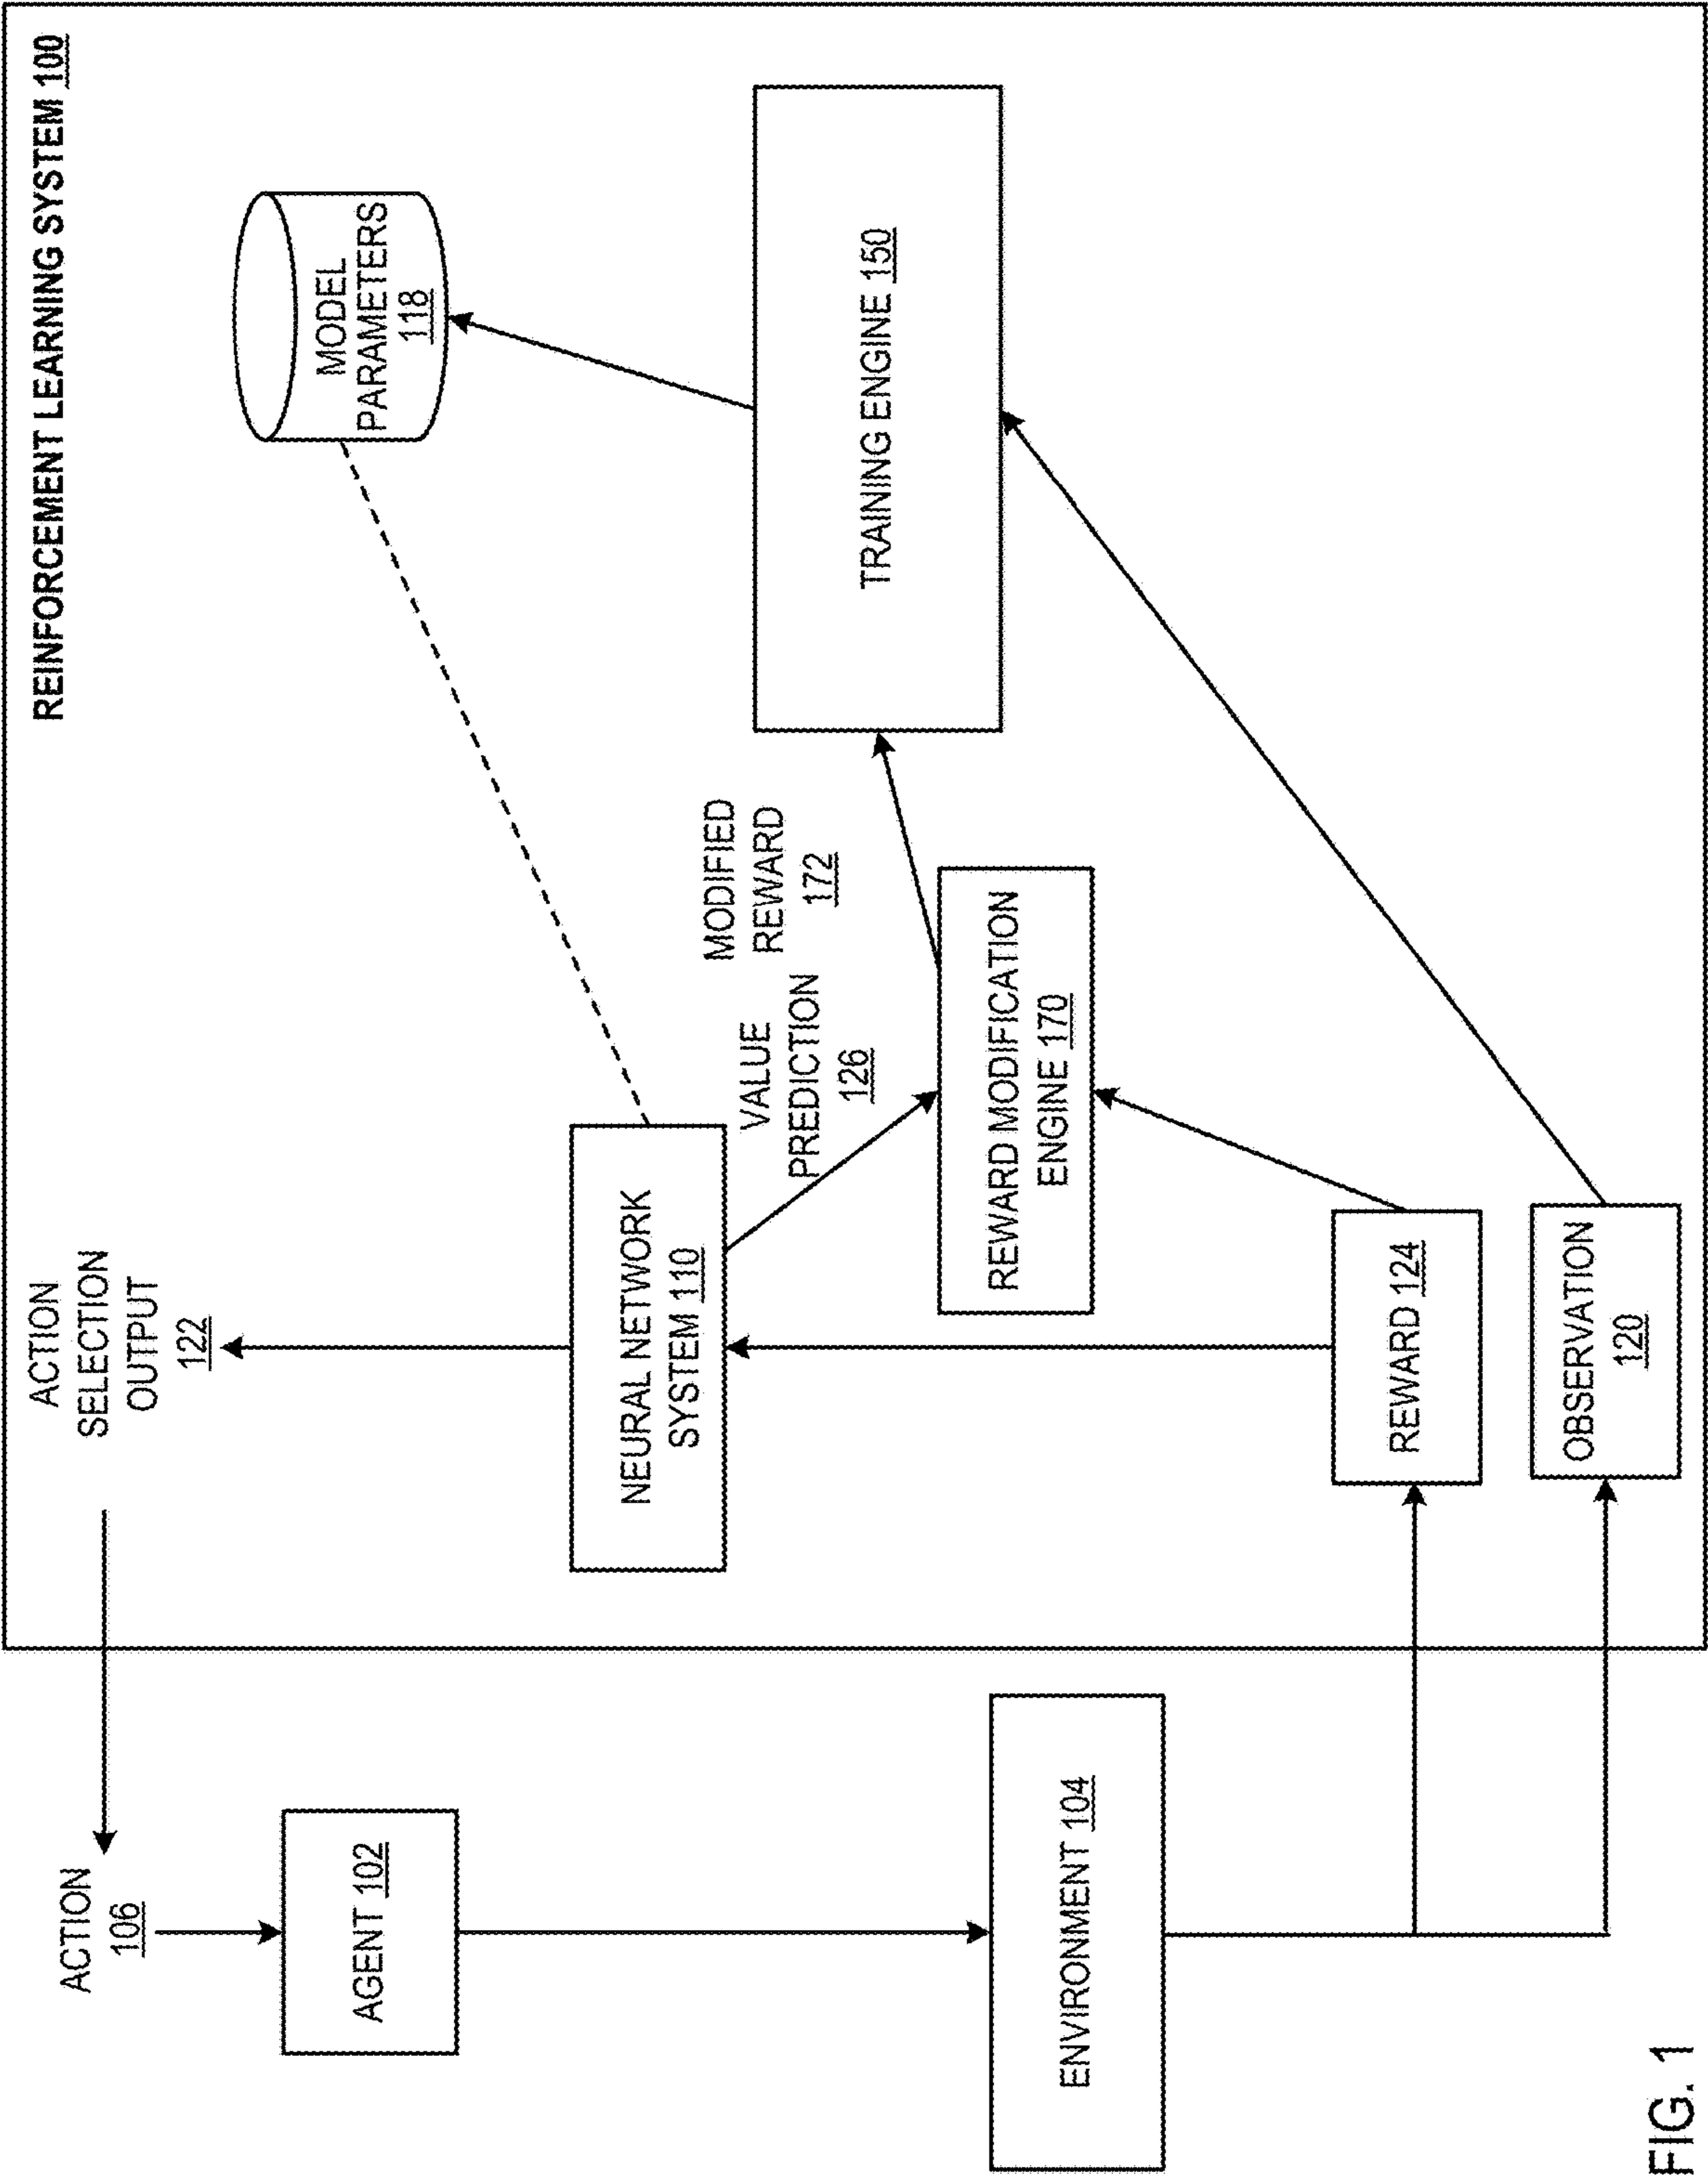 REINFORCEMENT LEARNING SYSTEM 100
ACTION
106
ACTION
SELECTION
OUTPUT
122
MODEL
PARAMETERS
118
AGENT 102
NEURAL NETWORK
SYSTEM 110
VALUE
PREDICTION
126
MODIFIED
REWARD
172
TRAINING ENGINE 150
REWARD MODIFICATION
ENGINE 170
ENVIRONMENT 104
REWARD 124
OBSERVATION
120
FIG. 1